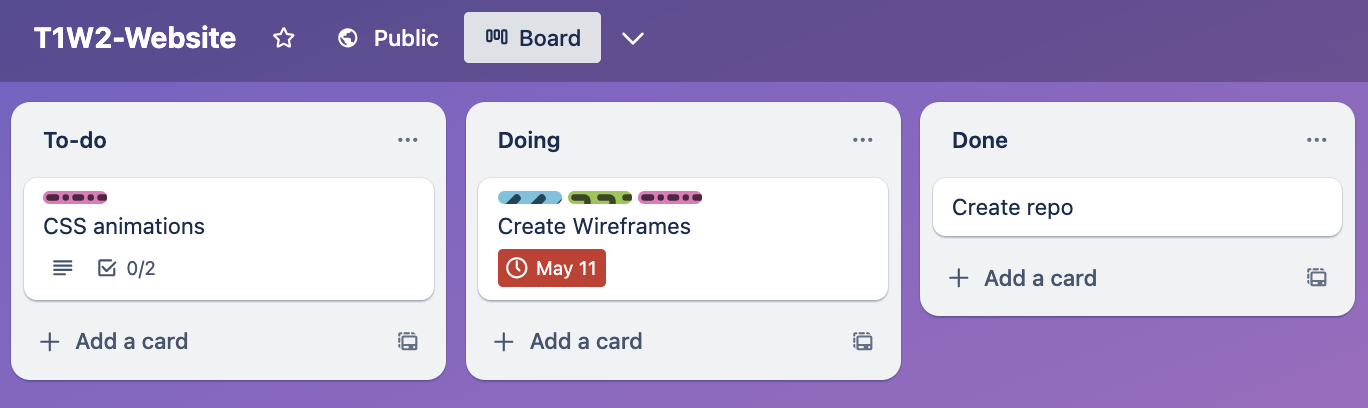 T1W2-Website
Public
Board
To-do
CSS animations
0/2
Add a card
Doing
Create Wireframes
May 11
Add a card
Done
Create repo
Add a card